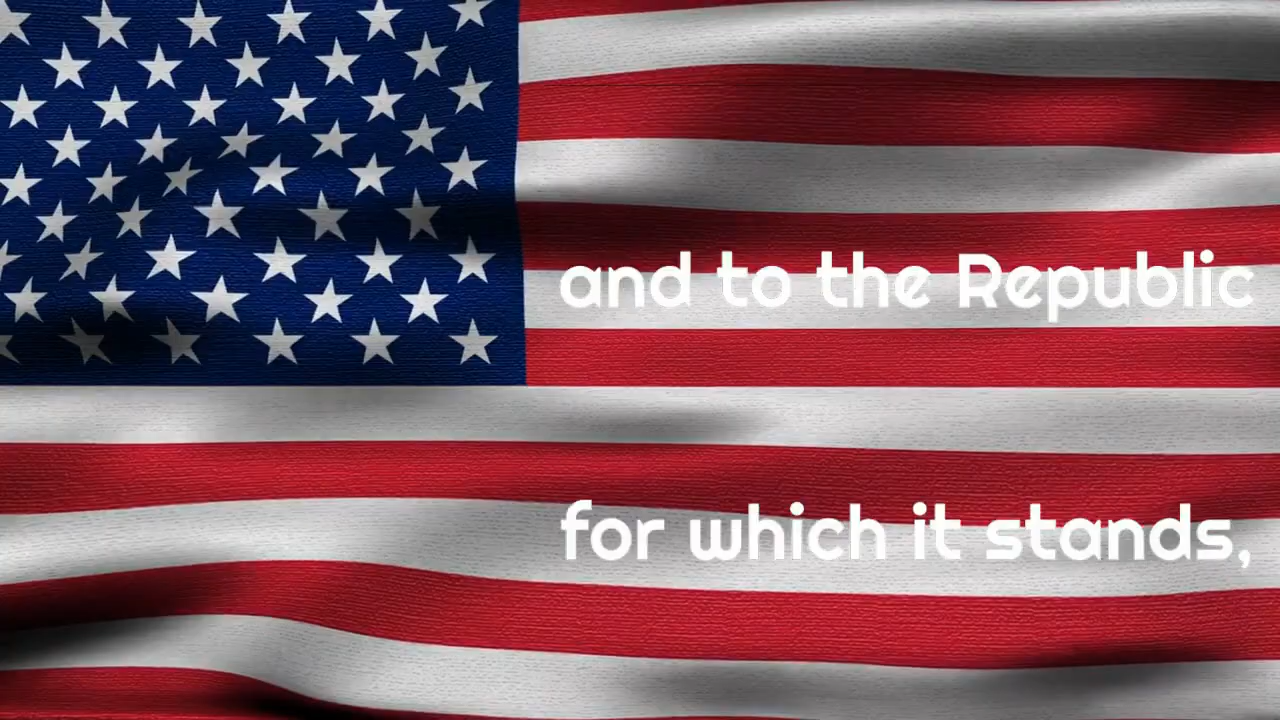 and to the Republic
for which it stands,